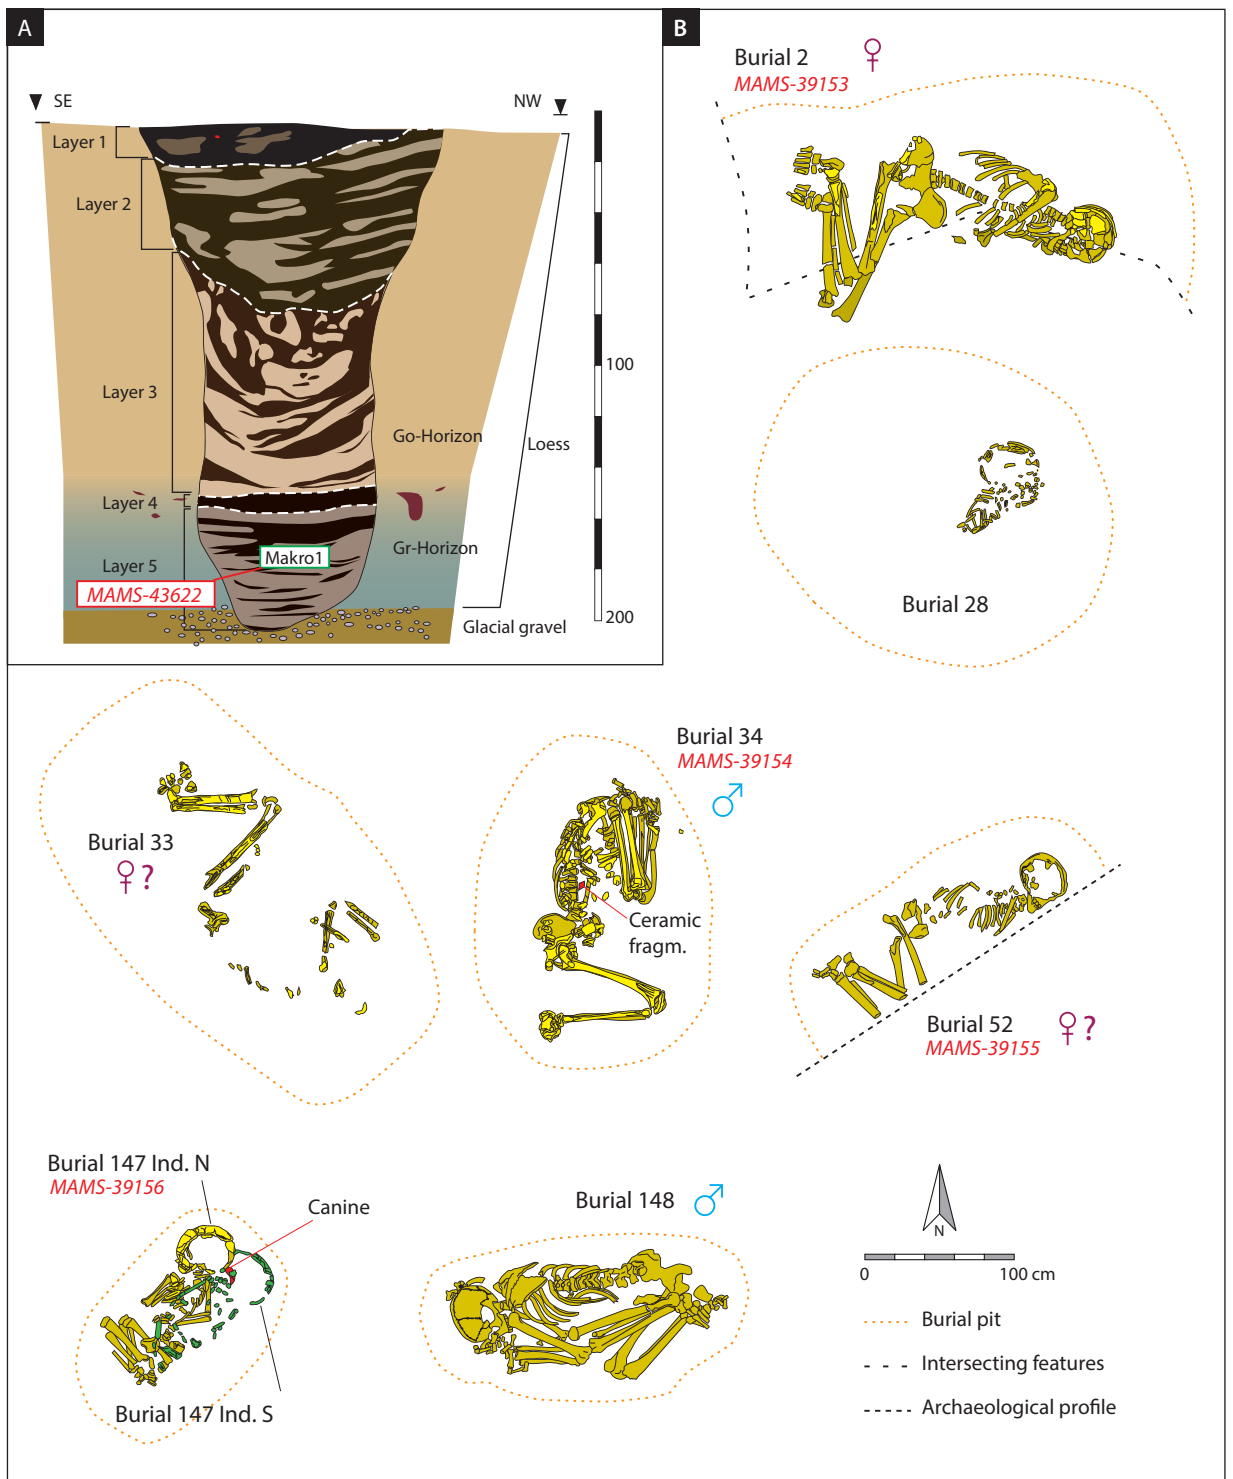 A
SE
NW
Layer 1
Layer 2
Layer 3
Layer 4
Layer 5
100
200
Go-Horizon
Loess
Gr-Horizon
Makro1
MAMS-43622
Glacial gravel
B
Burial 2 ♀
MAMS-39153
Burial 28
Burial 33
♀ ?
Burial 34
MAMS-39154
♂
Ceramic
fragm.
Burial 52 ♀ ?
MAMS-39155
Burial 147 Ind. N
MAMS-39156
Canine
Burial 147 Ind. S
Burial 148 ♂
N
0 100 cm
Burial pit
Intersecting features
Archaeological profile